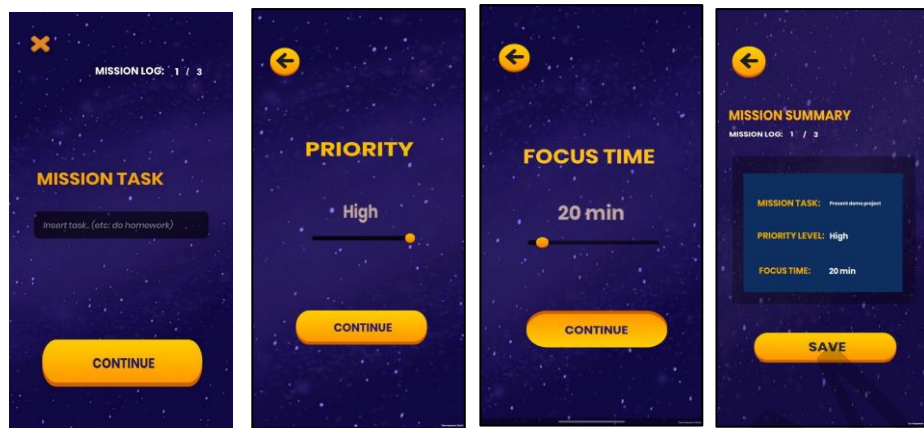 MISSION LOG: 1 / 3
MISSION TASK
Insert task.. (etc: do homework)
CONTINUE
PRIORITY
High
CONTINUE
FOCUS TIME
20 min
CONTINUE
MISSION SUMMARY
MISSION LOG: 1 / 3
MISSION TASK: Present demo project
PRIORITY LEVEL: High
FOCUS TIME: 20 min
SAVE